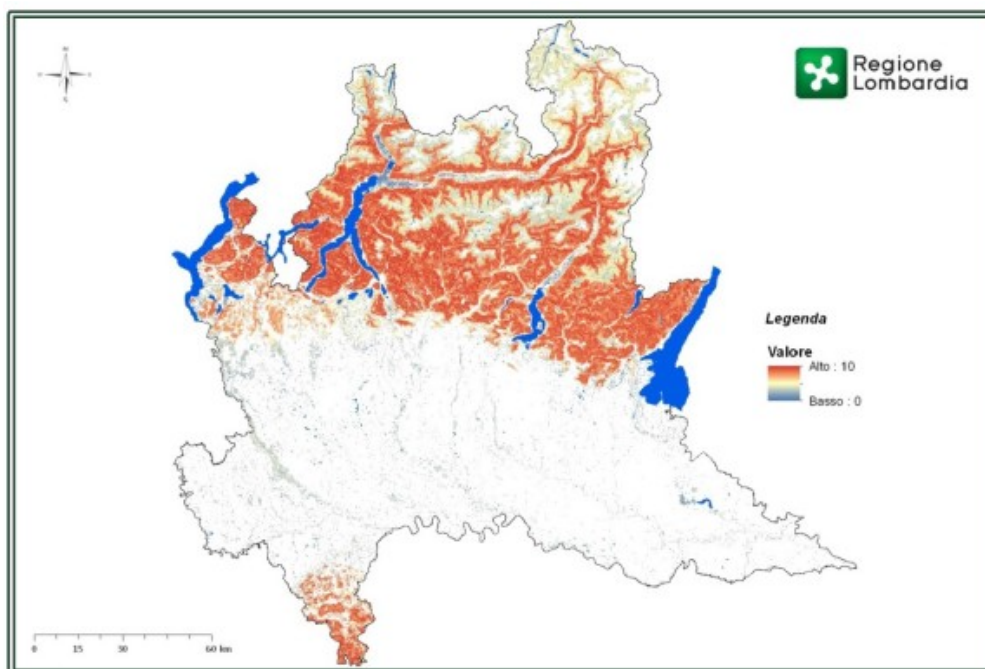 N
S
Regione
Lombardia
Legenda
Valore
Alto : 10
Basso : 0
0 15 30 60 km